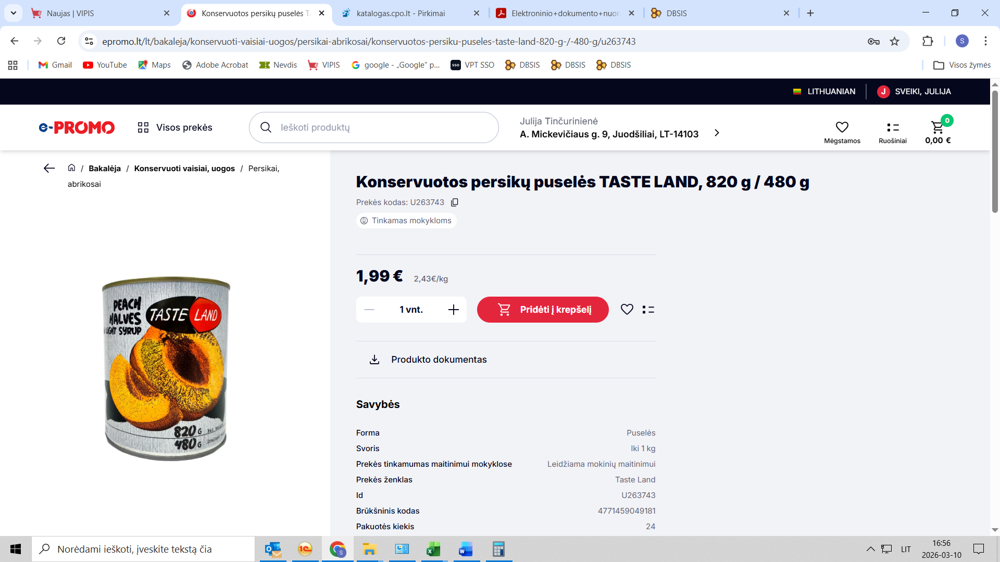 Naujas | VIPIS
Konservuotos persikų puselės TA
katalogas.cpo.lt - Pirkimai
Elektroninio+dokumento+nuor
DBSIS
epromo.lt/lt/bakaleja/konservuoti-vaisiai-uogos/persikai-abrikosai/konservuotos-persiku-puseles-taste-land-820-g-/-480-g/u263743
S
Gmail
YouTube
Maps
Adobe Acrobat
Nevdis
VIPIS
google - „Google“ p...
VPT SSO
DBSIS
DBSIS
DBSIS
Visos žymės
LITHUANIAN
J SVEIKI, JULIJA
e-PROMO
Visos prekės
Ieškoti produktų
Julija Tinčurinienė
A. Mickevičiaus g. 9, Juodšiliai, LT-14103
Mėgstamos
Ruošiniai
0
0,00 €
/ Bakalėja / Konservuoti vaisiai, uogos / Persikai,
abrikosai
PEACH
HALVES
LIGHT SYRUP
TASTE LAND
820 G
480 G
Konservuotos persikų puselės TASTE LAND, 820 g / 480 g
Prekės kodas: U263743
Tinkamas mokykloms
1,99 € 2,43€/kg
1 vnt.
Pridėti į krepšelį
Produkto dokumentas
Savybės
Forma Puselės
Svoris Iki 1 kg
Prekės tinkamumas maitinimui mokyklose Leidžiama mokinių maitinimui
Prekės ženklas Taste Land
Id U263743
Brūkšninis kodas 4771459049181
Pakuotės kiekis 24
Norėdami ieškoti, įveskite tekstą čia
LIT
16:56
2026-03-10